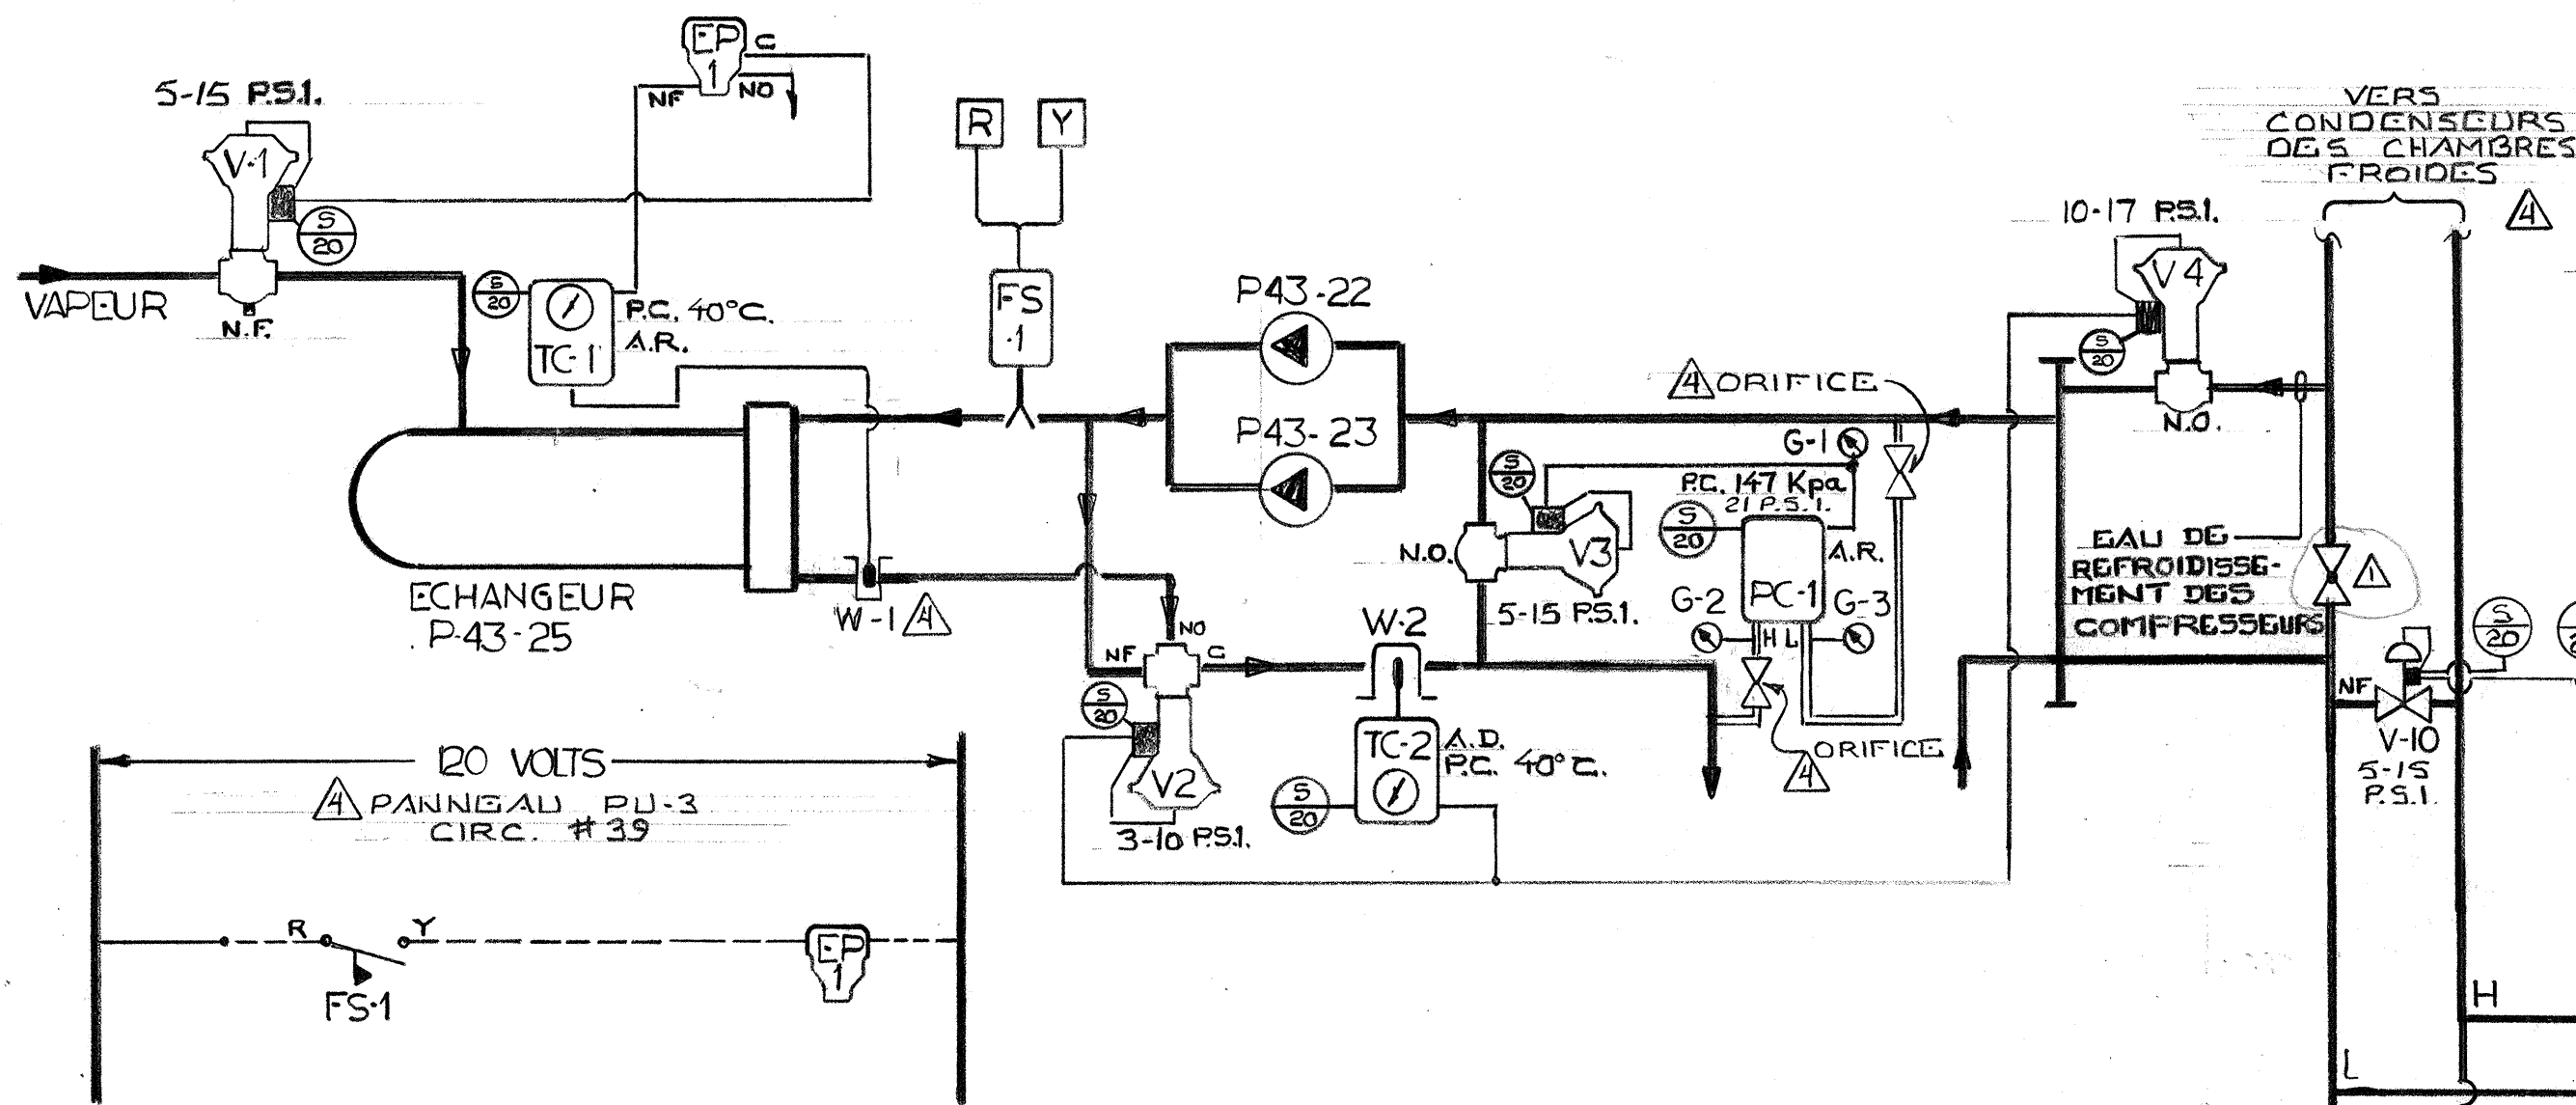 EP
1
C
NF
NO
5-15 P.S.I.
V-1
S
20
VAPEUR
N.F.
S
20
TC-1
P.C. 40°C.
A.R.
R
Y
FS
-1
P43-22
P43-23
ECHANGEUR
P-43-25
W-1 4
NO
NF
C
S
20
V2
3-10 P.S.I.
W-2
TC-2
A.D.
P.C. 40°C.
S
20
S
20
N.O.
V3
5-15 P.S.I.
4 ORIFICE
G-1
P.C. 147 Kpa
21 P.S.I.
S
20
A.R.
PC-1
G-2
G-3
H L
4
ORIFICE
10-17 P.S.I.
V4
S
20
N.O.
VERS
CONDENSEURS
DES CHAMBRES
FROIDES
4
EAU DE
REFROIDISSE-
MENT DES
COMPRESSEURS
1
S
20
20
NF
V-10
5-15
P.S.I.
H
L
120 VOLTS
4 PANNEAU PU-3
CIRC. #39
R
Y
FS-1
EP
1